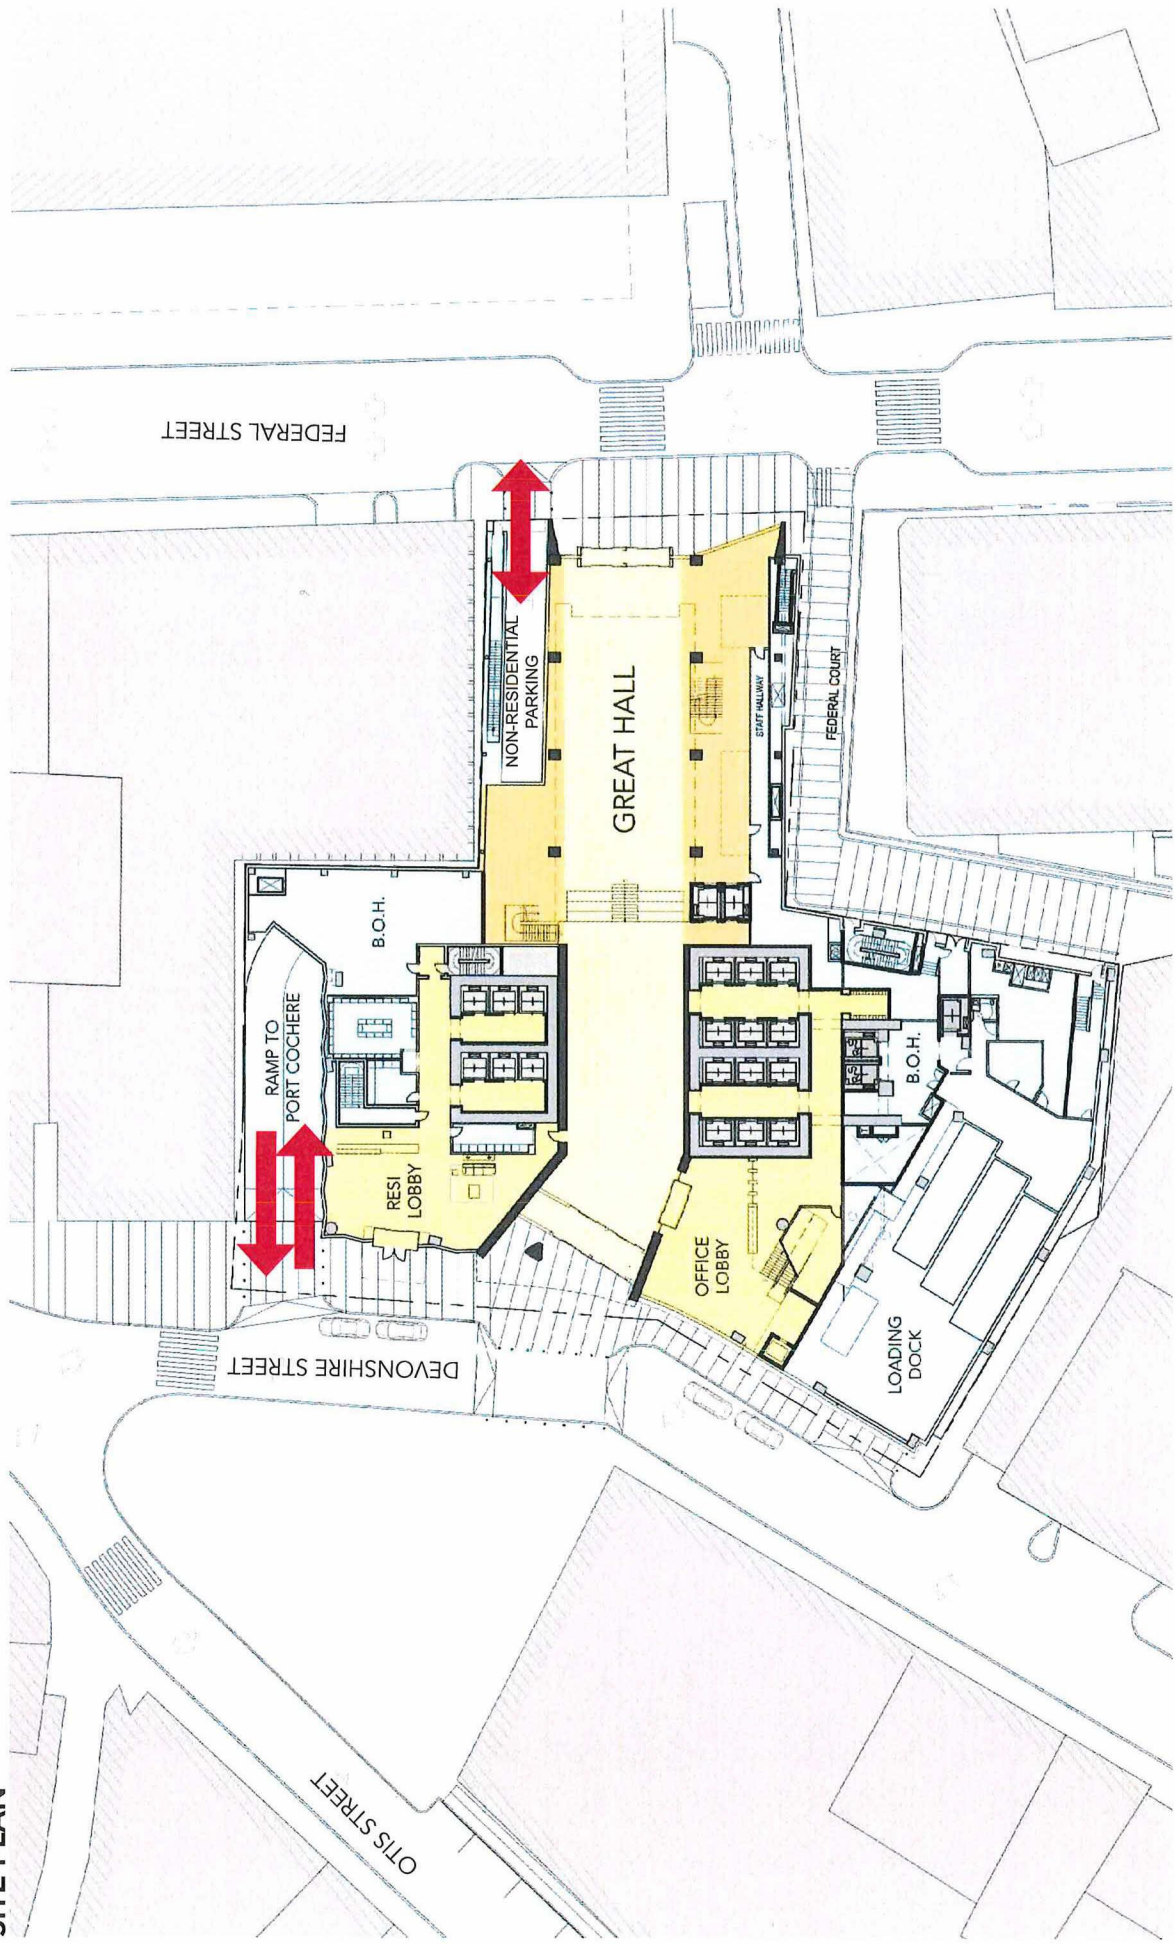 SITE PLAN
FEDERAL STREET
NON-RESIDENTIAL
PARKING
GREAT HALL
STAFF HALLWAY
FEDERAL COURT
B.O.H.
RAMP TO
PORT COCHERE
RESI
LOBBY
B.O.H.
OFFICE
LOBBY
LOADING
DOCK
DEVONSHIRE STREET
OTIS STREET